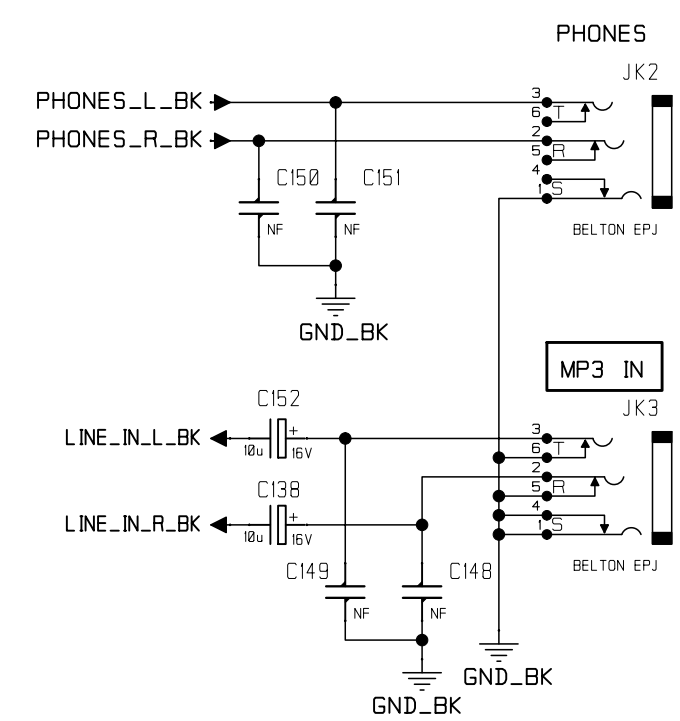 PHONES
JK2
PHONES_L_BK
3
6 T
PHONES_R_BK
2
5 R
4
1 S
C150 C151
NF NF
BELTON EPJ
GND_BK
MP3 IN
JK3
C152
LINE_IN_L_BK
+
10u 16V
3
6 T
2
5 R
4
1 S
C138
LINE_IN_R_BK
+
10u 16V
BELTON EPJ
C149 C148
NF NF
GND_BK
GND_BK